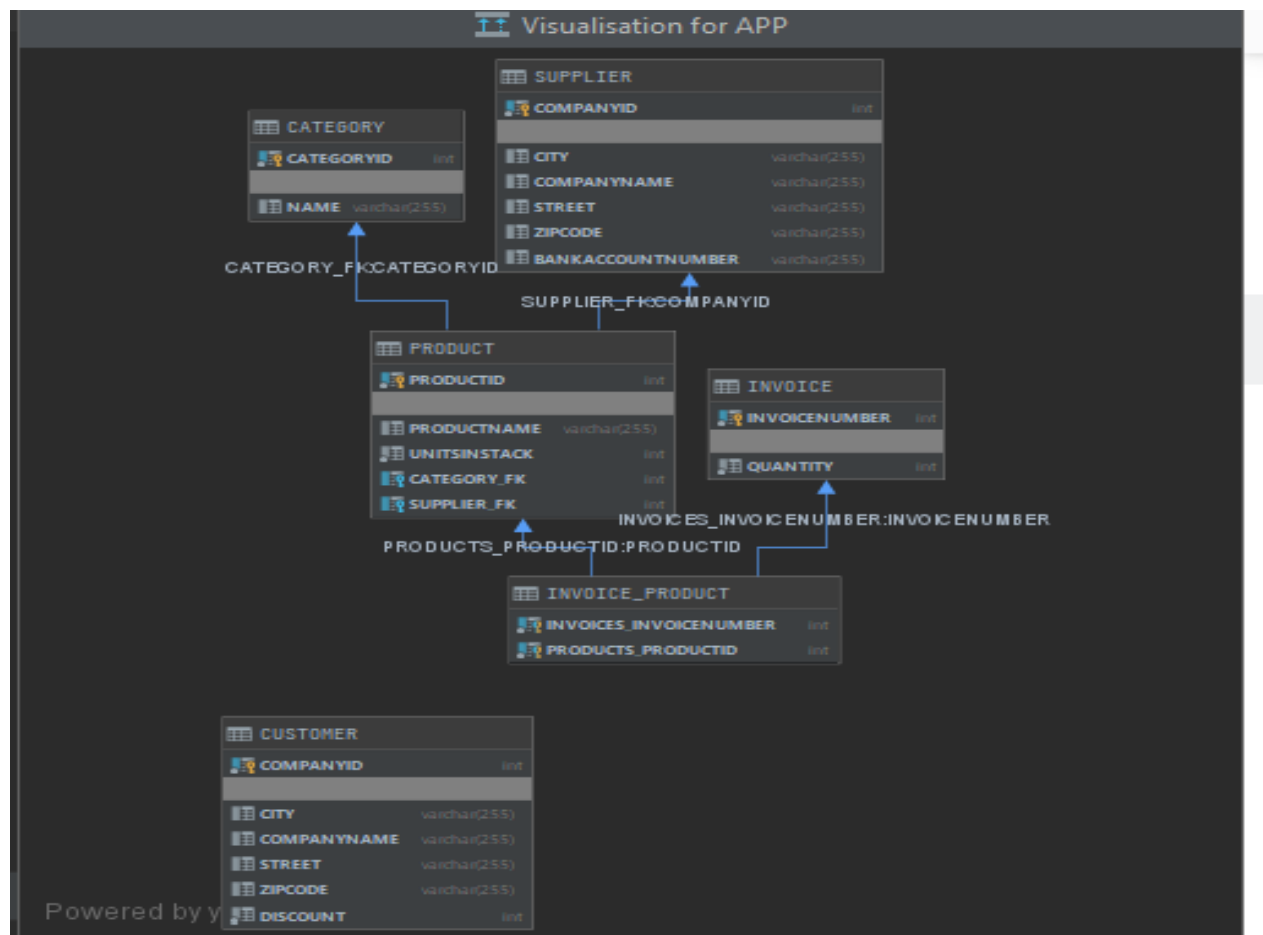 Visualisation for APP
SUPPLIER
COMPANYID int
CITY varchar(255)
COMPANYNAME varchar(255)
STREET varchar(255)
ZIPCODE varchar(255)
BANKACCOUNTNUMBER varchar(255)
CATEGORY
CATEGORYID int
NAME varchar(255)
CATEGORY_FK:CATEGORYID
SUPPLIER_FK:COMPANYID
PRODUCT
PRODUCTID int
PRODUCTNAME varchar(255)
UNITSINSTACK int
CATEGORY_FK int
SUPPLIER_FK int
INVOICE
INVOICENUMBER int
QUANTITY int
INVOICES_INVOICENUMBER:INVOICENUMBER
PRODUCTS_PRODUCTID:PRODUCTID
INVOICE_PRODUCT
INVOICES_INVOICENUMBER int
PRODUCTS_PRODUCTID int
CUSTOMER
COMPANYID int
CITY varchar(255)
COMPANYNAME varchar(255)
STREET varchar(255)
ZIPCODE varchar(255)
DISCOUNT int
Powered by y